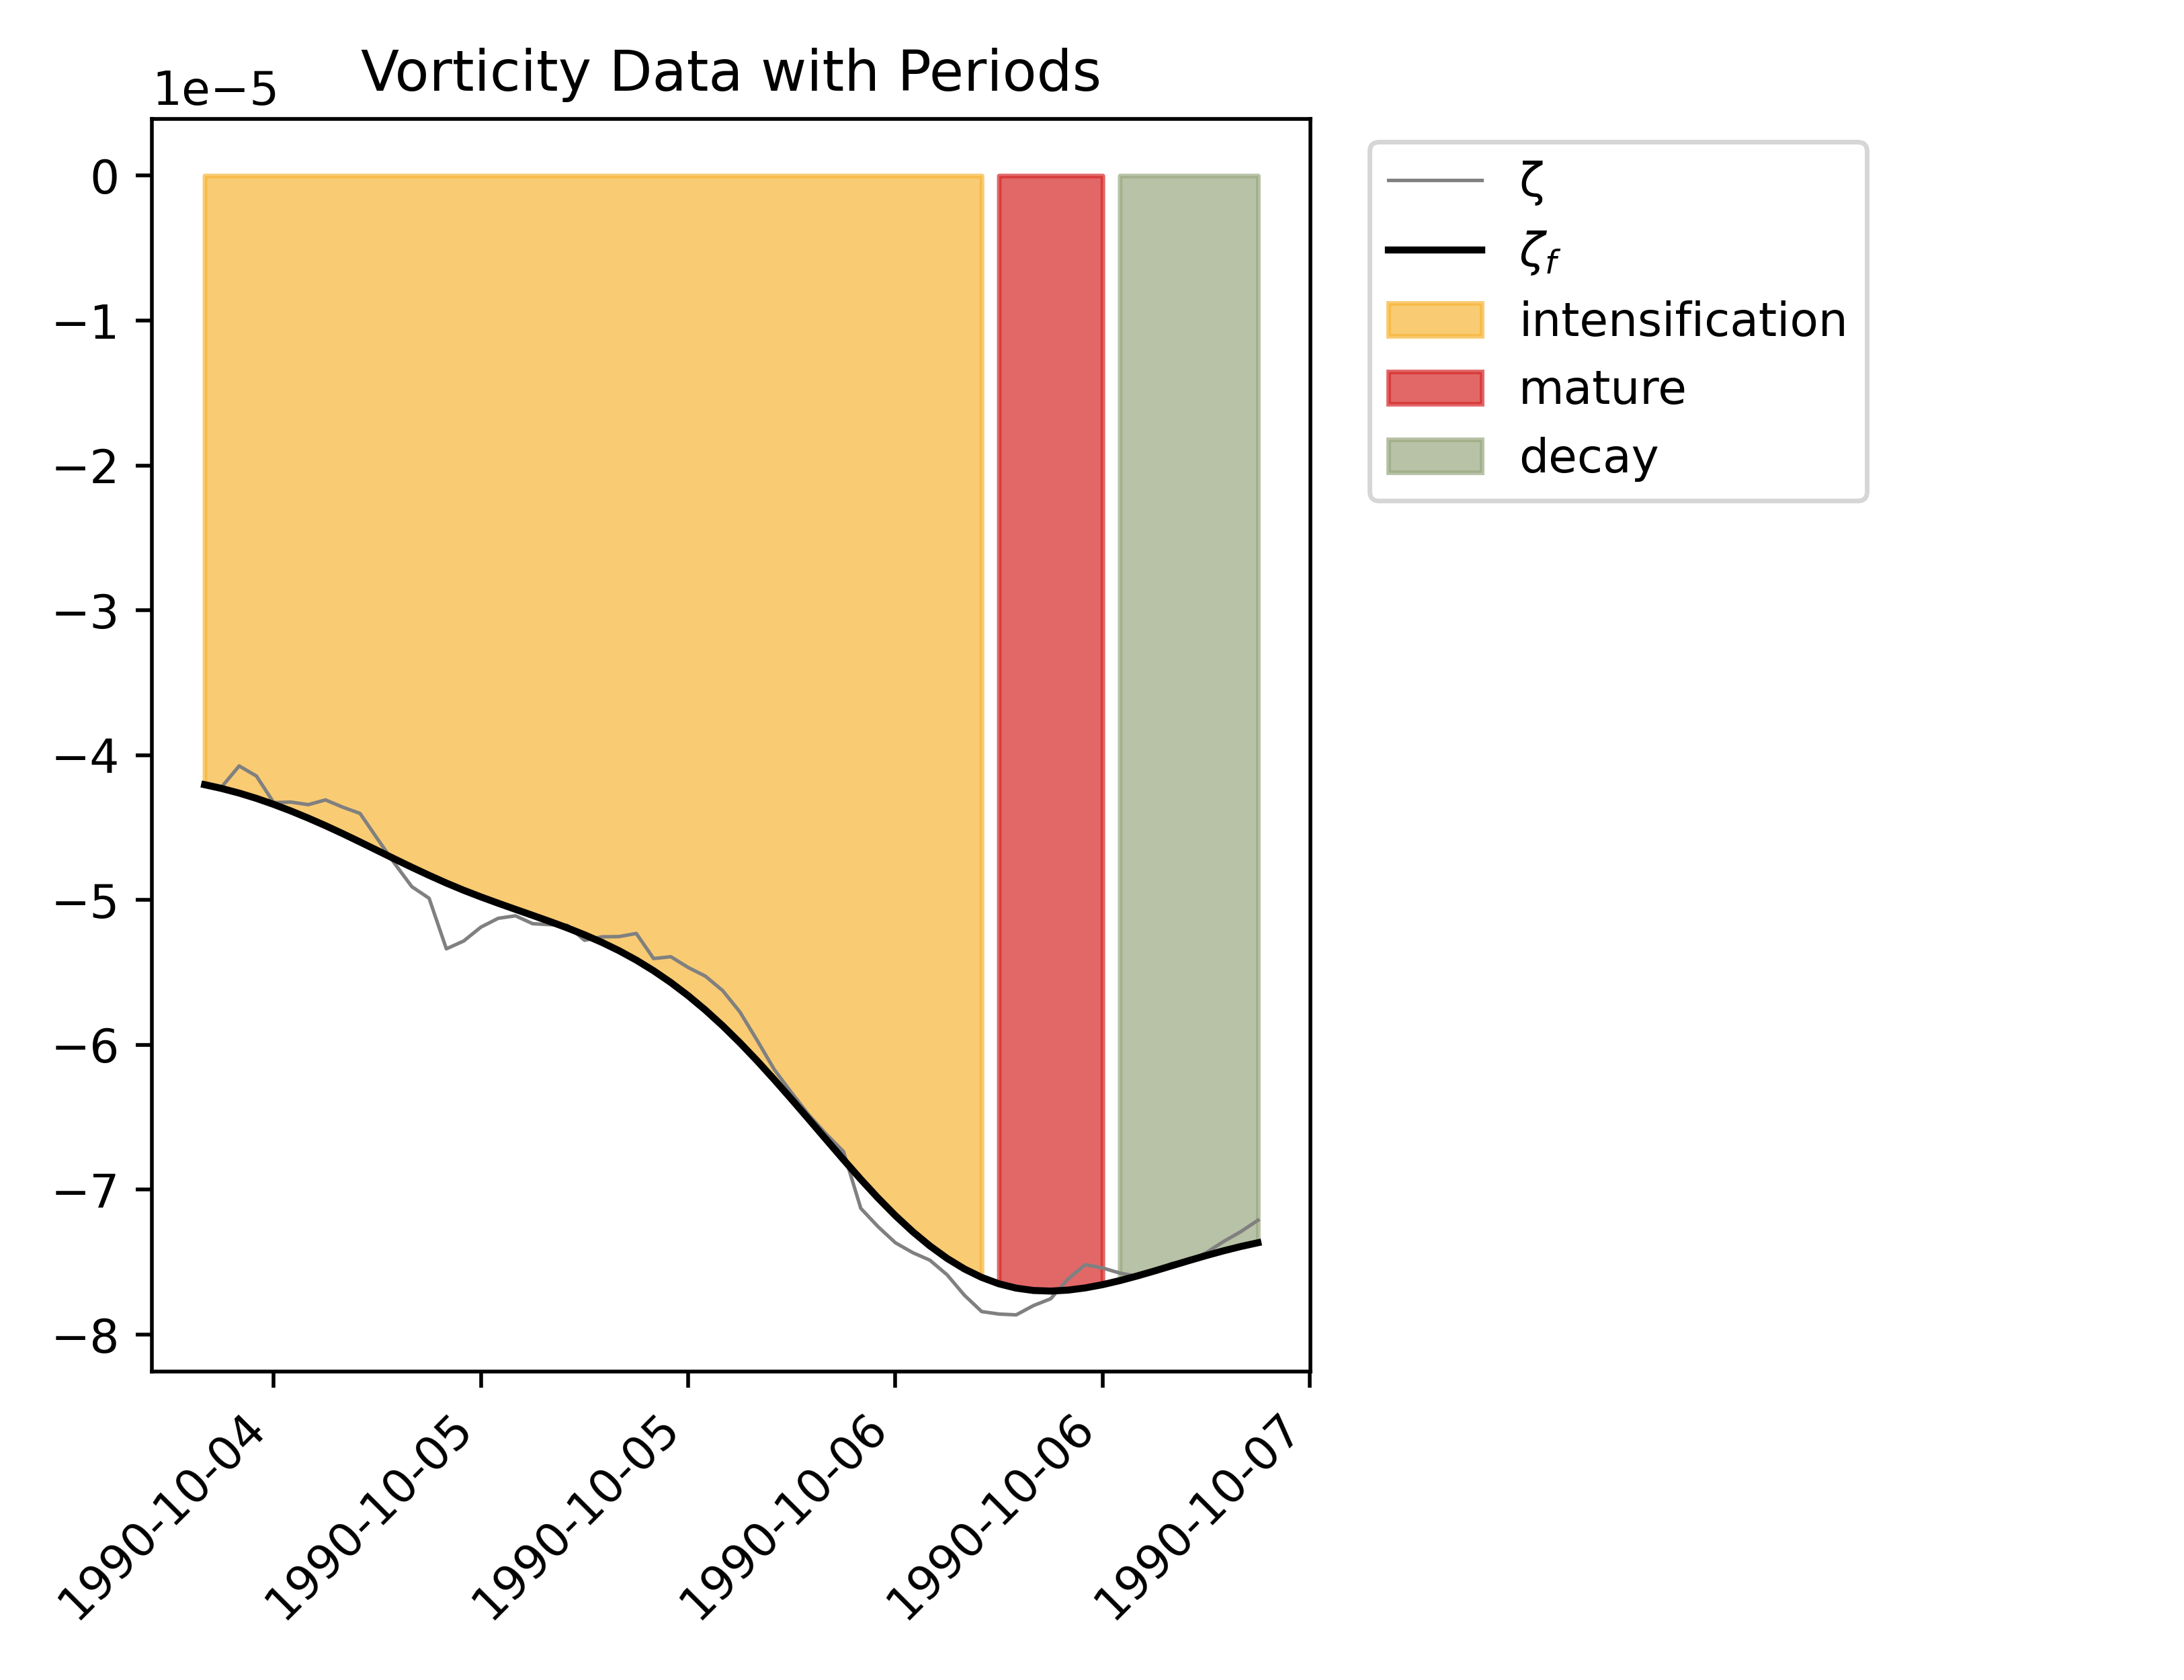 Vorticity Data with Periods
1e−5
0
−1
−2
−3
−4
−5
−6
−7
−8
1990-10-04
1990-10-05
1990-10-05
1990-10-06
1990-10-06
1990-10-07
ζ
ζf
intensification
mature
decay